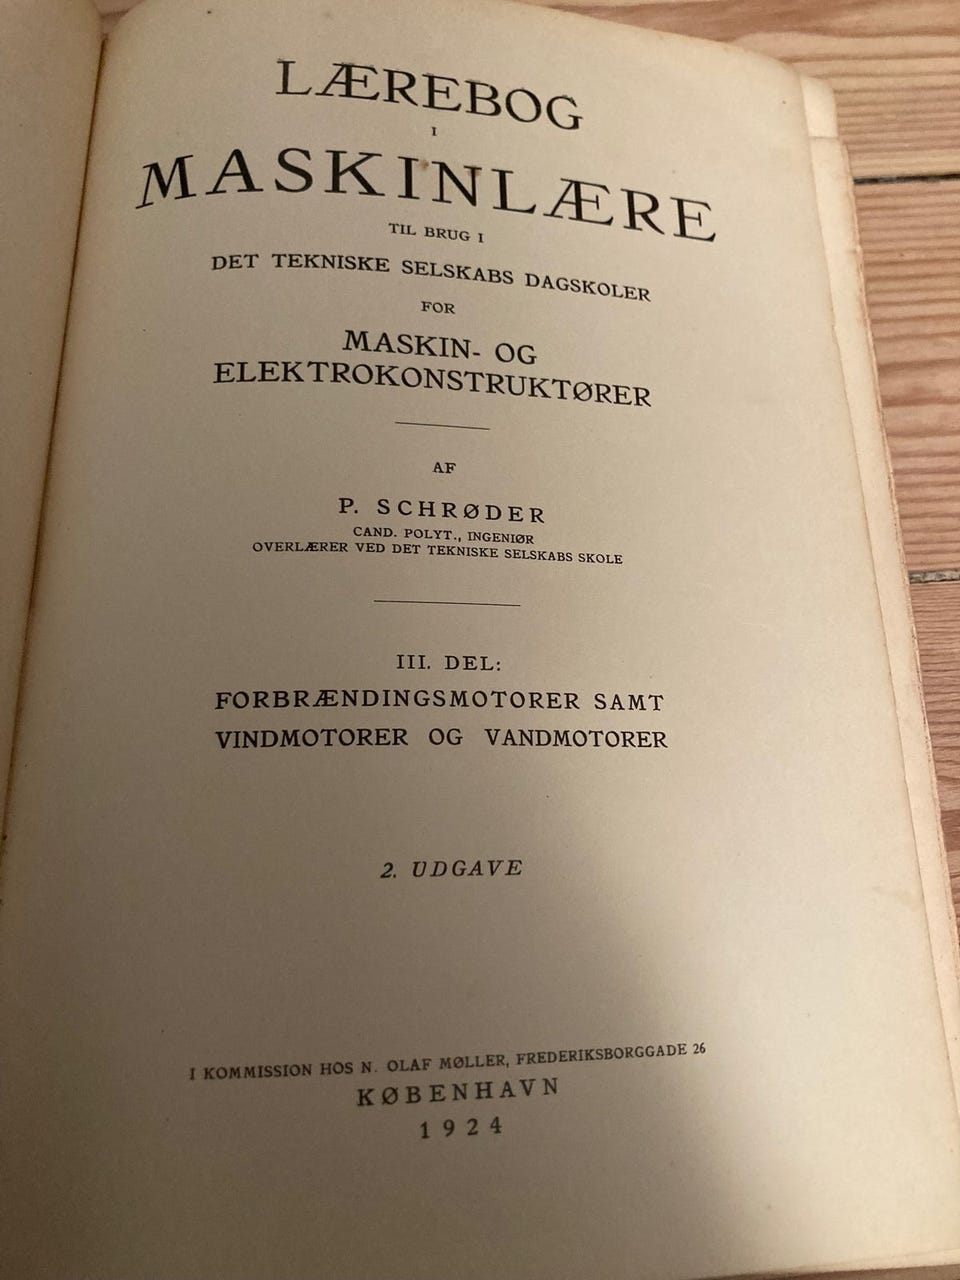 LÆREBOG
I
MASKINLÆRE
TIL BRUG I
DET TEKNISKE SELSKABS DAGSKOLER
FOR
MASKIN- OG
ELEKTROKONSTRUKTØRER
AF
P. SCHRØDER
CAND. POLYT., INGENIØR
OVERLÆRER VED DET TEKNISKE SELSKABS SKOLE
III. DEL:
FORBRÆNDINGSMOTORER SAMT
VINDMOTORER OG VANDMOTORER
2. UDGAVE
I KOMMISSION HOS N. OLAF MØLLER, FREDERIKSBORGGADE 26
KØBENHAVN
1924